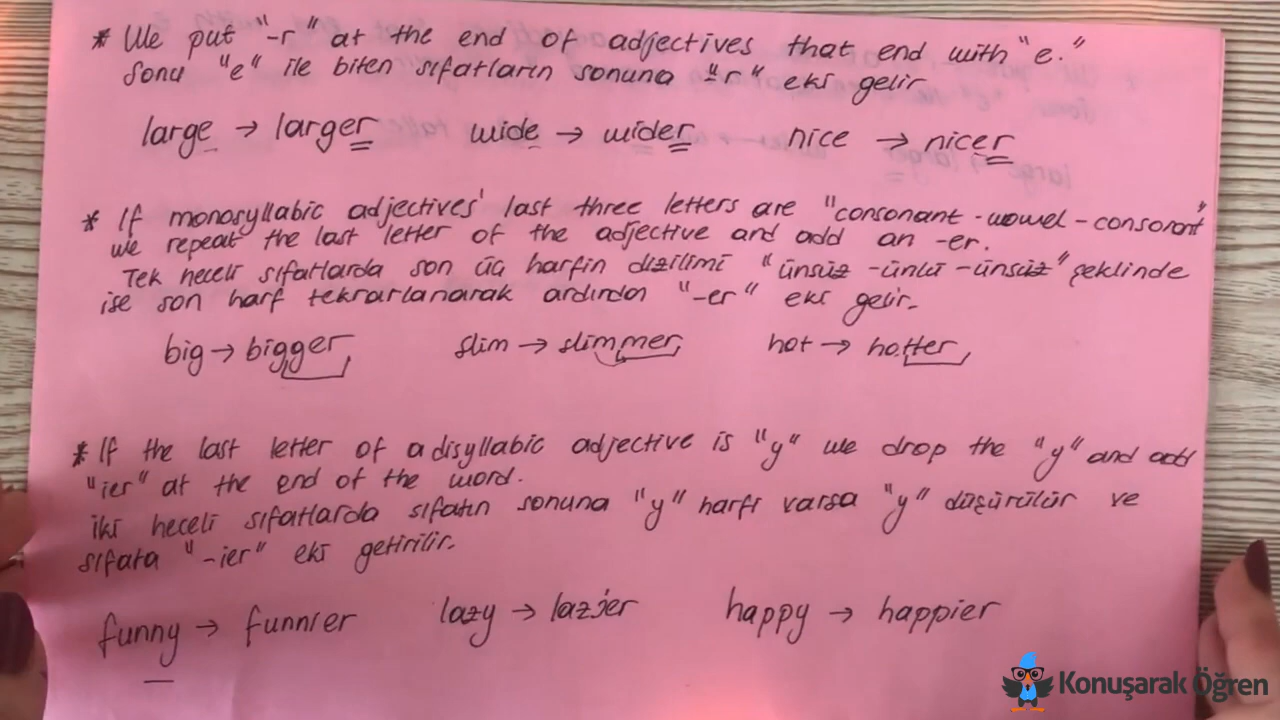 * We put "-r" at the end of adjectives that end with "e."
Sonu "e" ile biten sıfatların sonuna "-r" eki gelir.
large → larger wide → wider nice → nicer
* If monosyllabic adjectives' last three letters are "consonant-wowel-consonant"
we repeat the last letter of the adjective and add an -er.
Tek heceli sıfatlarda son üç harfin dizilimi "ünsüz -ünlü -ünsüz" şeklinde
ise son harf tekrarlanarak ardından "-er" eki gelir.
big → bigger slim → slimmer hot → hotter
* If the last letter of a disyllabic adjective is "y" we drop the "y" and add
"ier" at the end of the word.
İki heceli sıfatlarda sıfatın sonuna "y" harfi varsa "y" düşürülür ve
sıfata "-ier" eki getirilir.
funny → funnier lazy → lazier happy → happier
Konuşarak Öğren